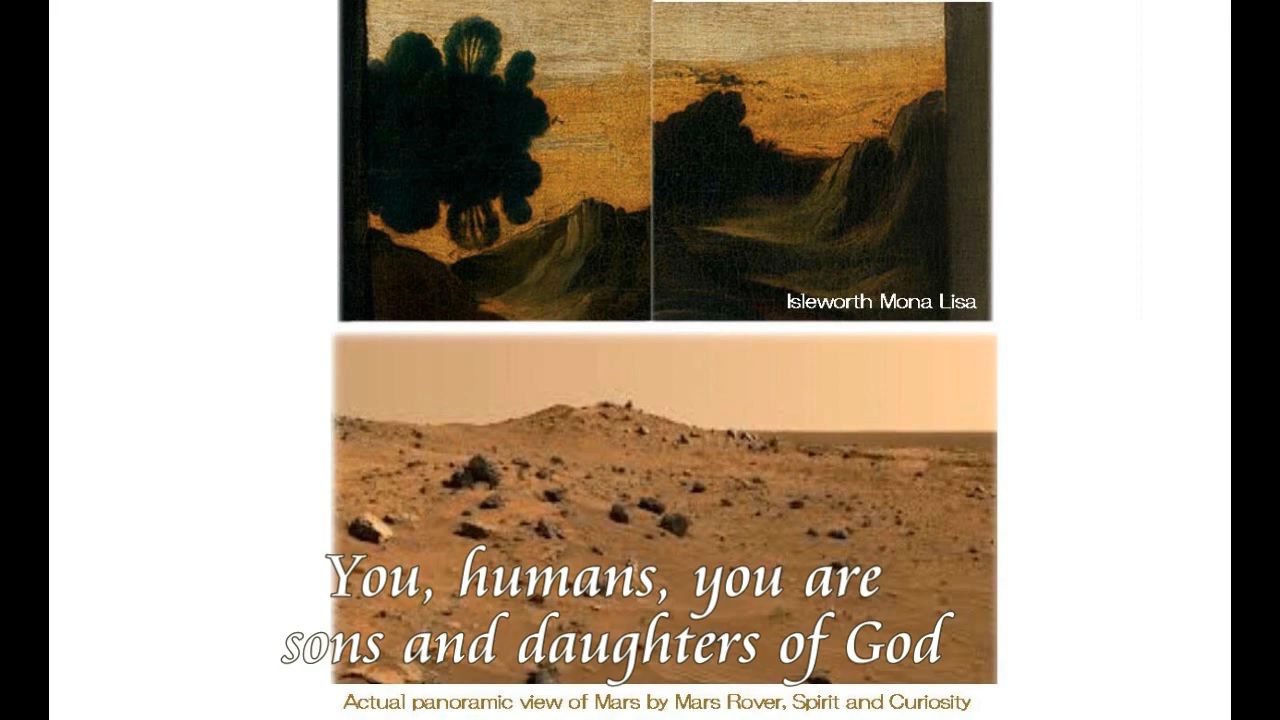 Isleworth Mona Lisa
You, humans, you are
sons and daughters of God
Actual panoramic view of Mars by Mars Rover, Spirit and Curiosity